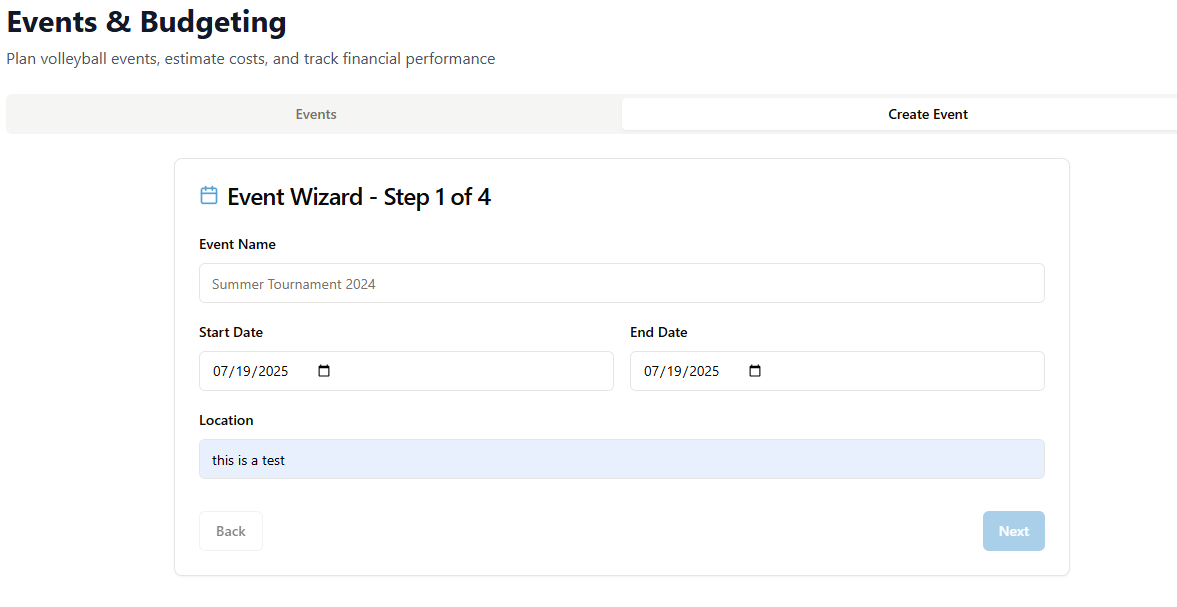 Events & Budgeting
Plan volleyball events, estimate costs, and track financial performance
Events
Create Event
Event Wizard - Step 1 of 4
Event Name
Summer Tournament 2024
Start Date
End Date
07/19/2025
07/19/2025
Location
this is a test
Back
Next